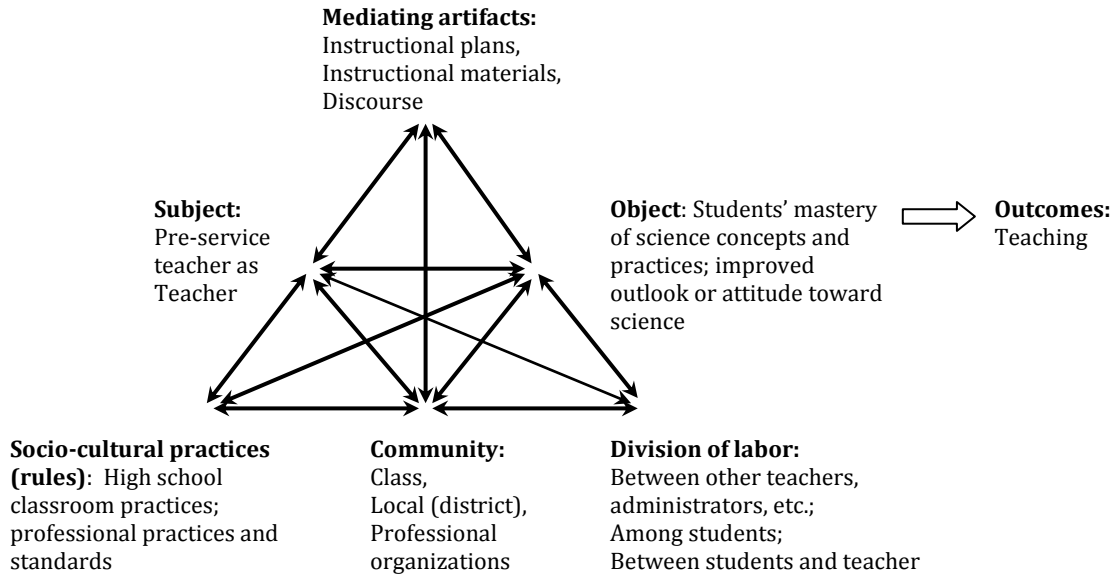 Mediating artifacts:
Instructional plans,
Instructional materials,
Discourse
Subject:
Pre-service
teacher as
Teacher
Object: Students’ mastery
of science concepts and
practices; improved
outlook or attitude toward
science
Outcomes:
Teaching
Socio-cultural practices
(rules):  High school
classroom practices;
professional practices and
standards
Community:
Class,
Local (district),
Professional
organizations
Division of labor:
Between other teachers,
administrators, etc.;
Among students;
Between students and teacher